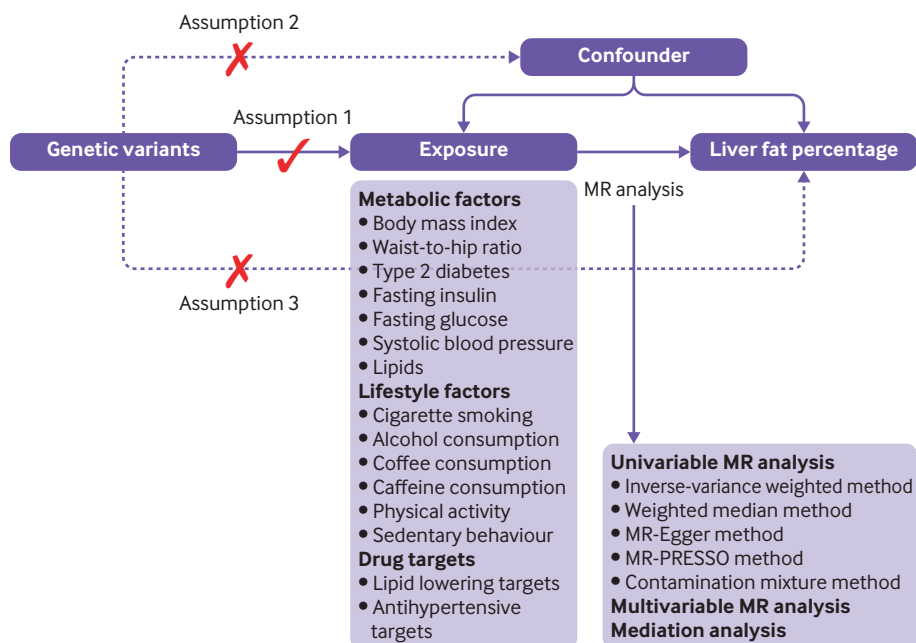 Assumption 2
Confounder
Assumption 1
Genetic variants
Exposure
Liver fat percentage
MR analysis
Assumption 3
Metabolic factors
• Body mass index
• Waist-to-hip ratio
• Type 2 diabetes
• Fasting insulin
• Fasting glucose
• Systolic blood pressure
• Lipids
Lifestyle factors
• Cigarette smoking
• Alcohol consumption
• Coffee consumption
• Caffeine consumption
• Physical activity
• Sedentary behaviour
Drug targets
• Lipid lowering targets
• Antihypertensive
targets
Univariable MR analysis
• Inverse-variance weighted method
• Weighted median method
• MR-Egger method
• MR-PRESSO method
• Contamination mixture method
Multivariable MR analysis
Mediation analysis